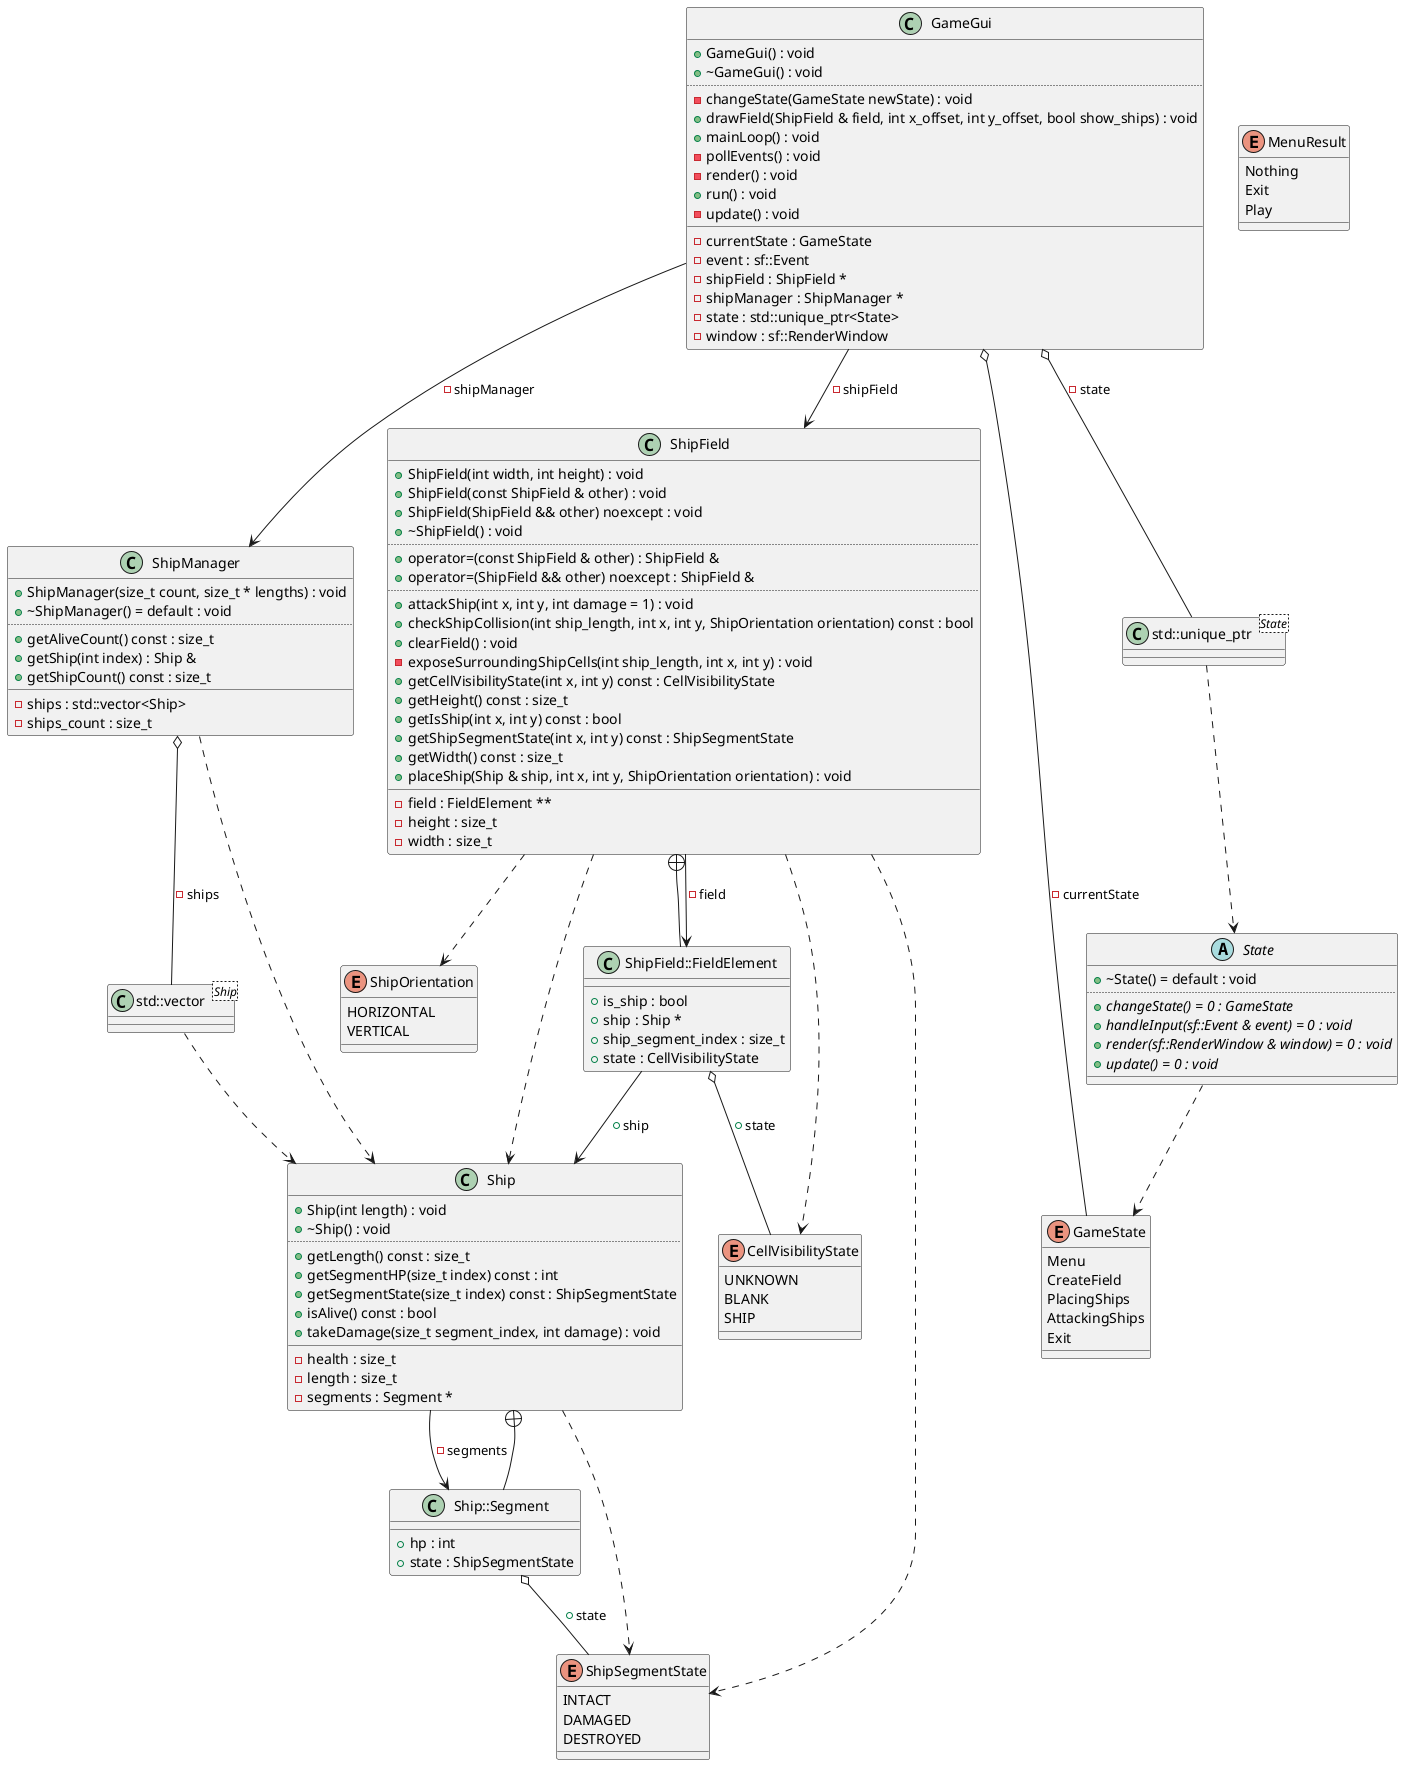 GameGui
GameGui() : void
~GameGui() : void
changeState(GameState newState) : void
drawField(ShipField & field, int x_offset, int y_offset, bool show_ships) : void
mainLoop() : void
pollEvents() : void
render() : void
run() : void
update() : void
currentState : GameState
event : sf::Event
shipField : ShipField *
shipManager : ShipManager *
state : std::unique_ptr<State>
window : sf::RenderWindow
MenuResult
Nothing
Exit
Play
shipManager
shipField
state
ShipField
ShipField(int width, int height) : void
ShipField(const ShipField & other) : void
ShipField(ShipField && other) noexcept : void
~ShipField() : void
operator=(const ShipField & other) : ShipField &
operator=(ShipField && other) noexcept : ShipField &
attackShip(int x, int y, int damage = 1) : void
checkShipCollision(int ship_length, int x, int y, ShipOrientation orientation) const : bool
clearField() : void
exposeSurroundingShipCells(int ship_length, int x, int y) : void
getCellVisibilityState(int x, int y) const : CellVisibilityState
getHeight() const : size_t
getIsShip(int x, int y) const : bool
getShipSegmentState(int x, int y) const : ShipSegmentState
getWidth() const : size_t
placeShip(Ship & ship, int x, int y, ShipOrientation orientation) : void
field : FieldElement **
height : size_t
width : size_t
ShipManager
ShipManager(size_t count, size_t * lengths) : void
~ShipManager() = default : void
getAliveCount() const : size_t
getShip(int index) : Ship &
getShipCount() const : size_t
ships : std::vector<Ship>
ships_count : size_t
std::unique_ptr
State
ships
field
currentState
State
~State() = default : void
changeState() = 0 : GameState
handleInput(sf::Event & event) = 0 : void
render(sf::RenderWindow & window) = 0 : void
update() = 0 : void
std::vector
Ship
ShipOrientation
HORIZONTAL
VERTICAL
ShipField::FieldElement
is_ship : bool
ship : Ship *
ship_segment_index : size_t
state : CellVisibilityState
ship
state
Ship
Ship(int length) : void
~Ship() : void
getLength() const : size_t
getSegmentHP(size_t index) const : int
getSegmentState(size_t index) const : ShipSegmentState
isAlive() const : bool
takeDamage(size_t segment_index, int damage) : void
health : size_t
length : size_t
segments : Segment *
CellVisibilityState
UNKNOWN
BLANK
SHIP
GameState
Menu
CreateField
PlacingShips
AttackingShips
Exit
segments
Ship::Segment
hp : int
state : ShipSegmentState
state
ShipSegmentState
INTACT
DAMAGED
DESTROYED